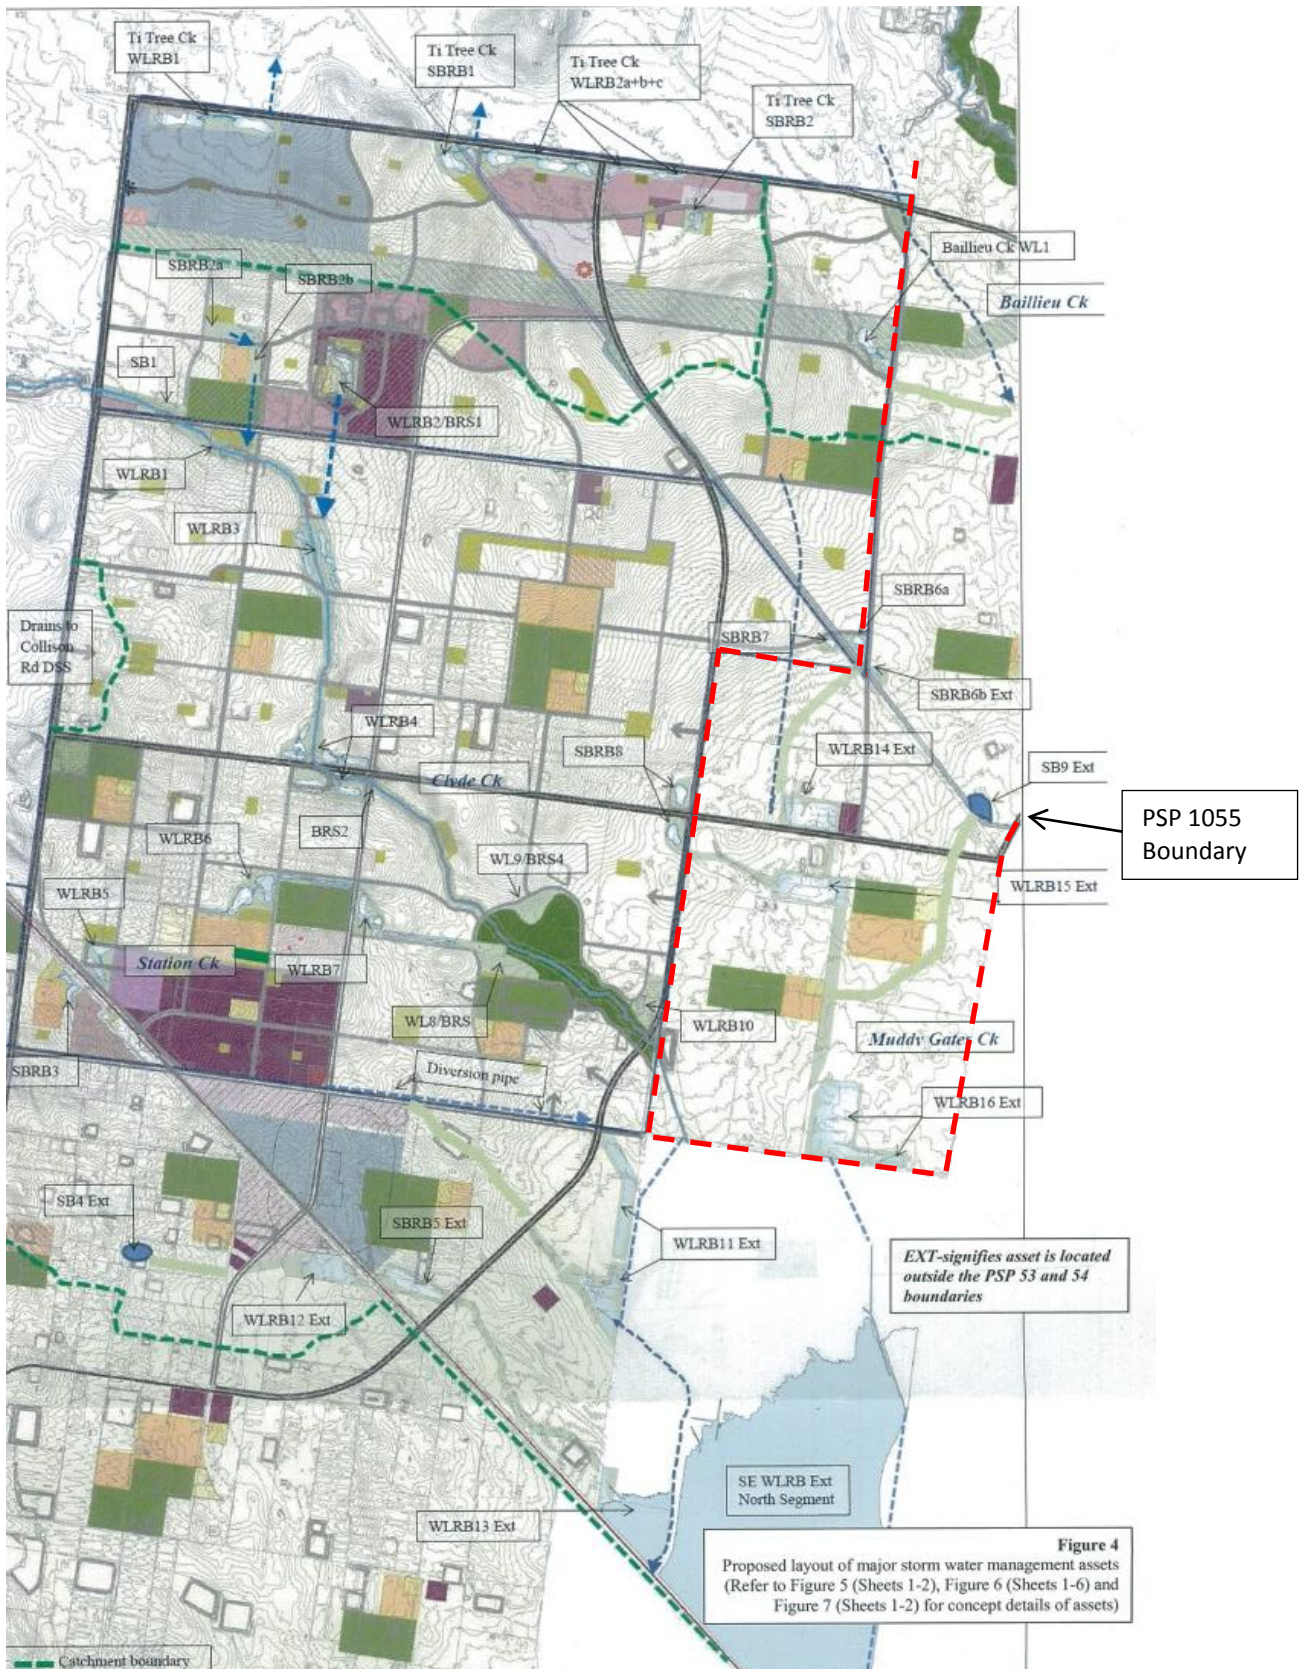 Ti Tree Ck
WLRB1
Ti Tree Ck
SBRB1
Ti Tree Ck
WLRB2a+b+c
Ti Tree Ck
SBRB2
Baillieu Ck WL1
Baillieu Ck
SBRB2a
SBRB2b
SB1
WLRB2/BRS1
WLRB1
WLRB3
SBRB6a
SBRB7
Drains to
Collison
Rd DSS
SBRB6b Ext
WLRB4
SBRB8
WLRB14 Ext
Clyde Ck
SB9 Ext
PSP 1055
Boundary
WLRB6
BRS2
WL9/BRS4
WLRB15 Ext
WLRB5
Station Ck
WLRB7
WL8/BRS
WLRB10
Muddy Gates Ck
SBRB3
Diversion pipe
WLRB16 Ext
SB4 Ext
SBRB5 Ext
WLRB11 Ext
EXT-signifies asset is located
outside the PSP 53 and 54
boundaries
WLRB12 Ext
SE WLRB Ext
North Segment
WLRB13 Ext
Figure 4
Proposed layout of major storm water management assets
(Refer to Figure 5 (Sheets 1-2), Figure 6 (Sheets 1-6) and
Figure 7 (Sheets 1-2) for concept details of assets)
Catchment boundary